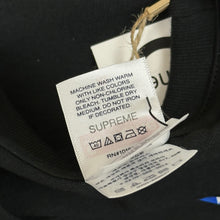 MACHINE WASH WARM
WITH LIKE COLORS
ONLY NON-CHLORINE
BLEACH. TUMBLE DRY
MEDIUM. DO NOT IRON
IF DECORATED.
SUPREME